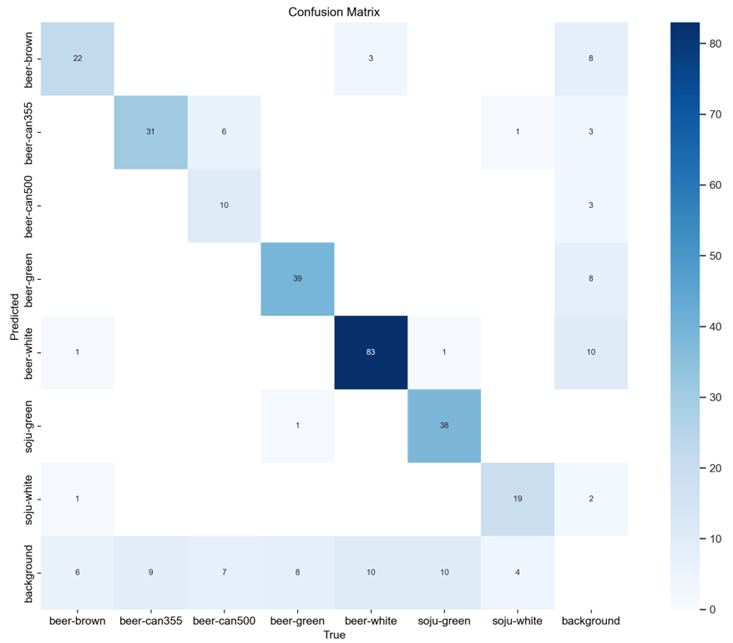 Confusion Matrix
Predicted
beer-brown 22 3 8
beer-can355 31 6 1 3
beer-can500 10 3
beer-green 39 8
beer-white 1 83 1 10
soju-green 1 38
soju-white 1 19 2
background 6 9 7 8 10 10 4
beer-brown beer-can355 beer-can500 beer-green beer-white soju-green soju-white background
True
80
70
60
50
40
30
20
10
0